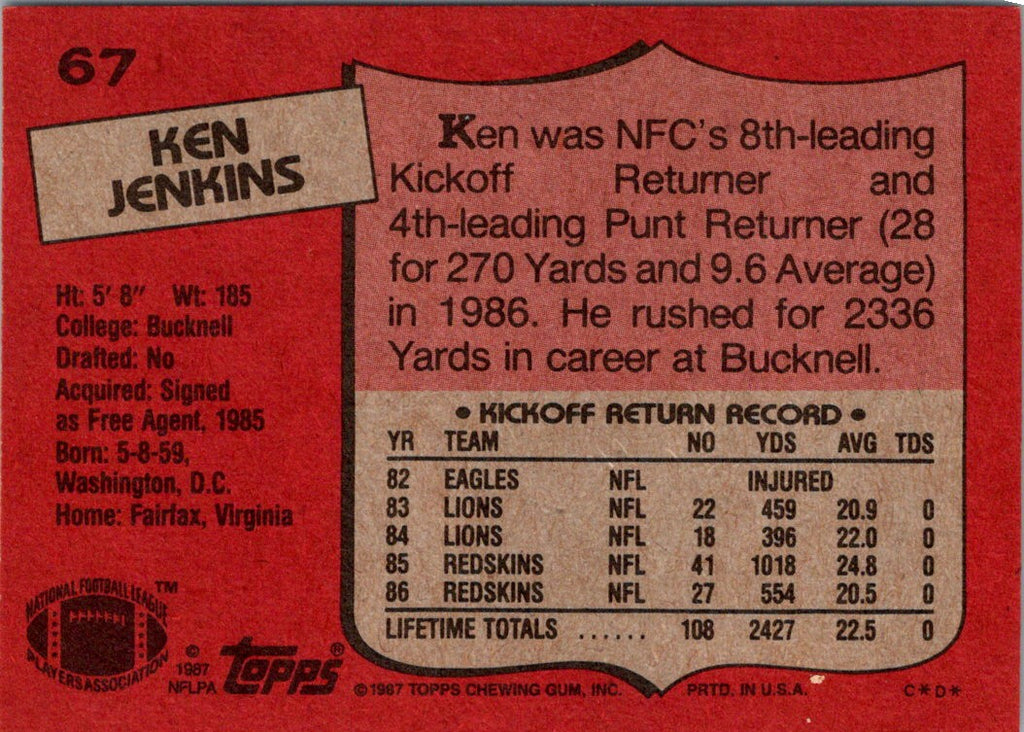 67
KEN
JENKINS
Ht: 5' 8" Wt: 185
College: Bucknell
Drafted: No
Acquired: Signed
as Free Agent, 1985
Born: 5-8-59,
Washington, D.C.
Home: Fairfax, Virginia
Ken was NFC's 8th-leading
Kickoff Returner and
4th-leading Punt Returner (28
for 270 Yards and 9.6 Average)
in 1986. He rushed for 2336
Yards in career at Bucknell.
• KICKOFF RETURN RECORD •
YR TEAM NO YDS AVG TDS
82 EAGLES NFL INJURED
83 LIONS NFL 22 459 20.9 0
84 LIONS NFL 18 396 22.0 0
85 REDSKINS NFL 41 1018 24.8 0
86 REDSKINS NFL 27 554 20.5 0
LIFETIME TOTALS ...... 108 2427 22.5 0
NATIONAL FOOTBALL LEAGUE ™
PLAYERS ASSOCIATION
©
1987
NFLPA
topps®
© 1987 TOPPS CHEWING GUM, INC. PRTD. IN U.S.A. C*D*